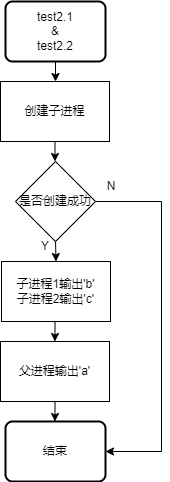 test2.1
&
test2.2
创建子进程
是否创建成功
N
Y
子进程1输出'b'
子进程2输出'c'
父进程输出'a'
结束